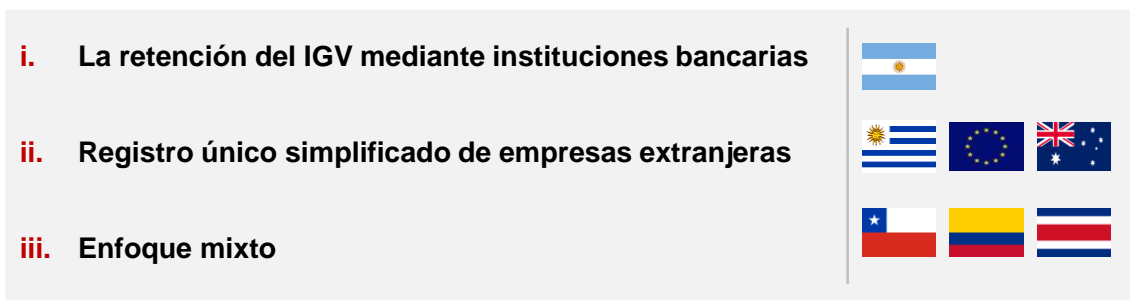 i. La retención del IGV mediante instituciones bancarias
ii. Registro único simplificado de empresas extranjeras
iii. Enfoque mixto